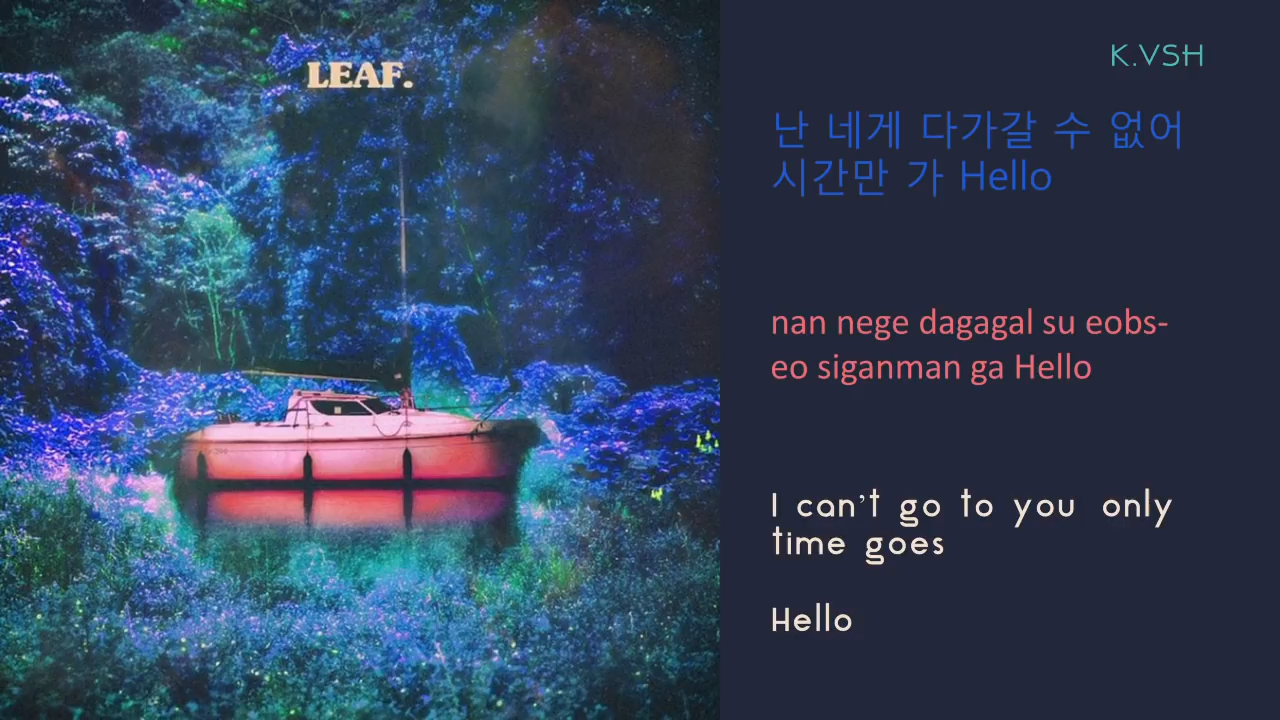 LEAF.
K.VSH
난 네게 다가갈 수 없어
시간만 가 Hello
nan nege dagagal su eobs-
eo siganman ga Hello
I can't go to you only
time goes
Hello